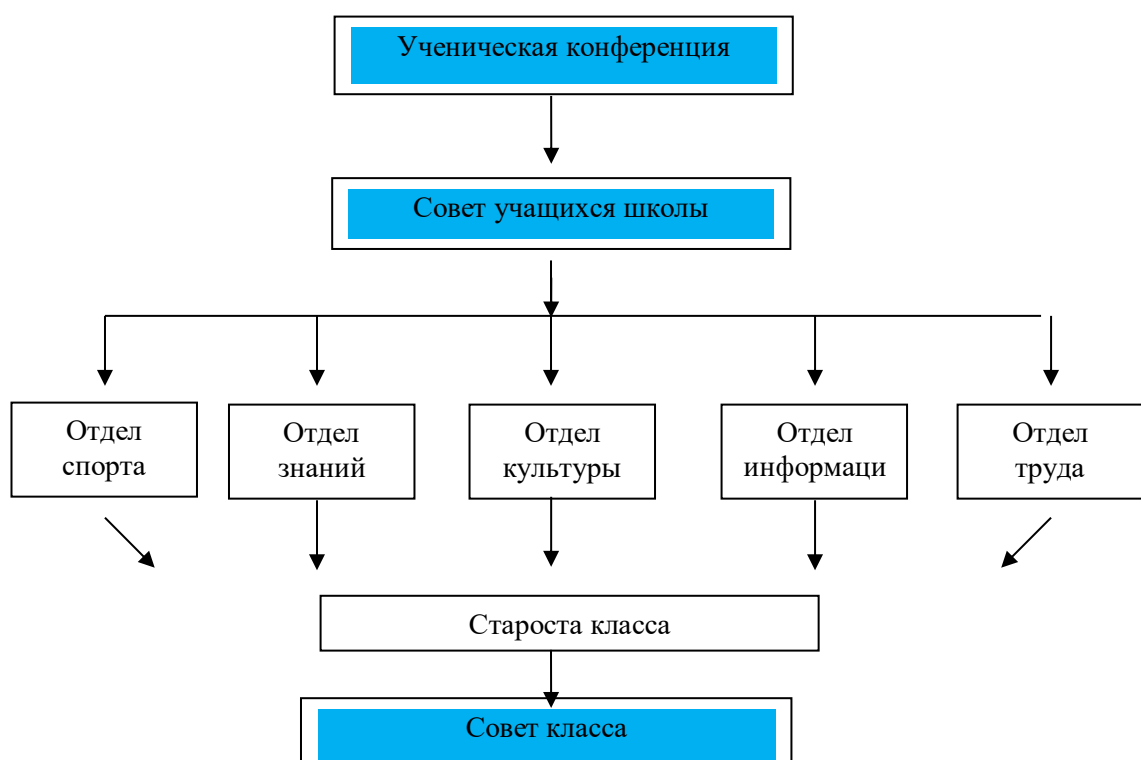 Ученическая конференция
Совет учащихся школы
Отдел
спорта
Отдел
знаний
Отдел
культуры
Отдел
информаци
Отдел
труда
Староста класса
Совет класса